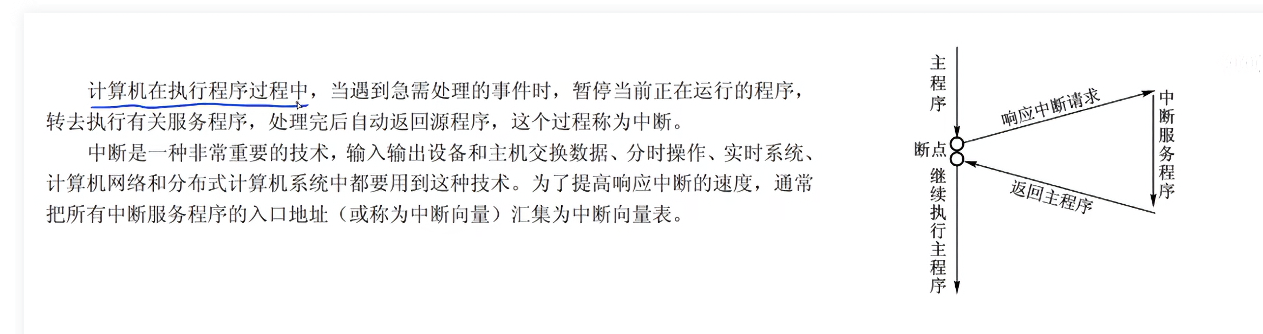 计算机在执行程序过程中，当遇到急需处理的事件时，暂停当前正在运行的程序，
转去执行有关服务程序，处理完后自动返回源程序，这个过程称为中断。
中断是一种非常重要的技术，输入输出设备和主机交换数据、分时操作、实时系统、
计算机网络和分布式计算机系统中都要用到这种技术。为了提高响应中断的速度，通常
把所有中断服务程序的入口地址（或称为中断向量）汇集为中断向量表。
主程序
响应中断请求
中断服务程序
断点
返回主程序
继续执行主程序